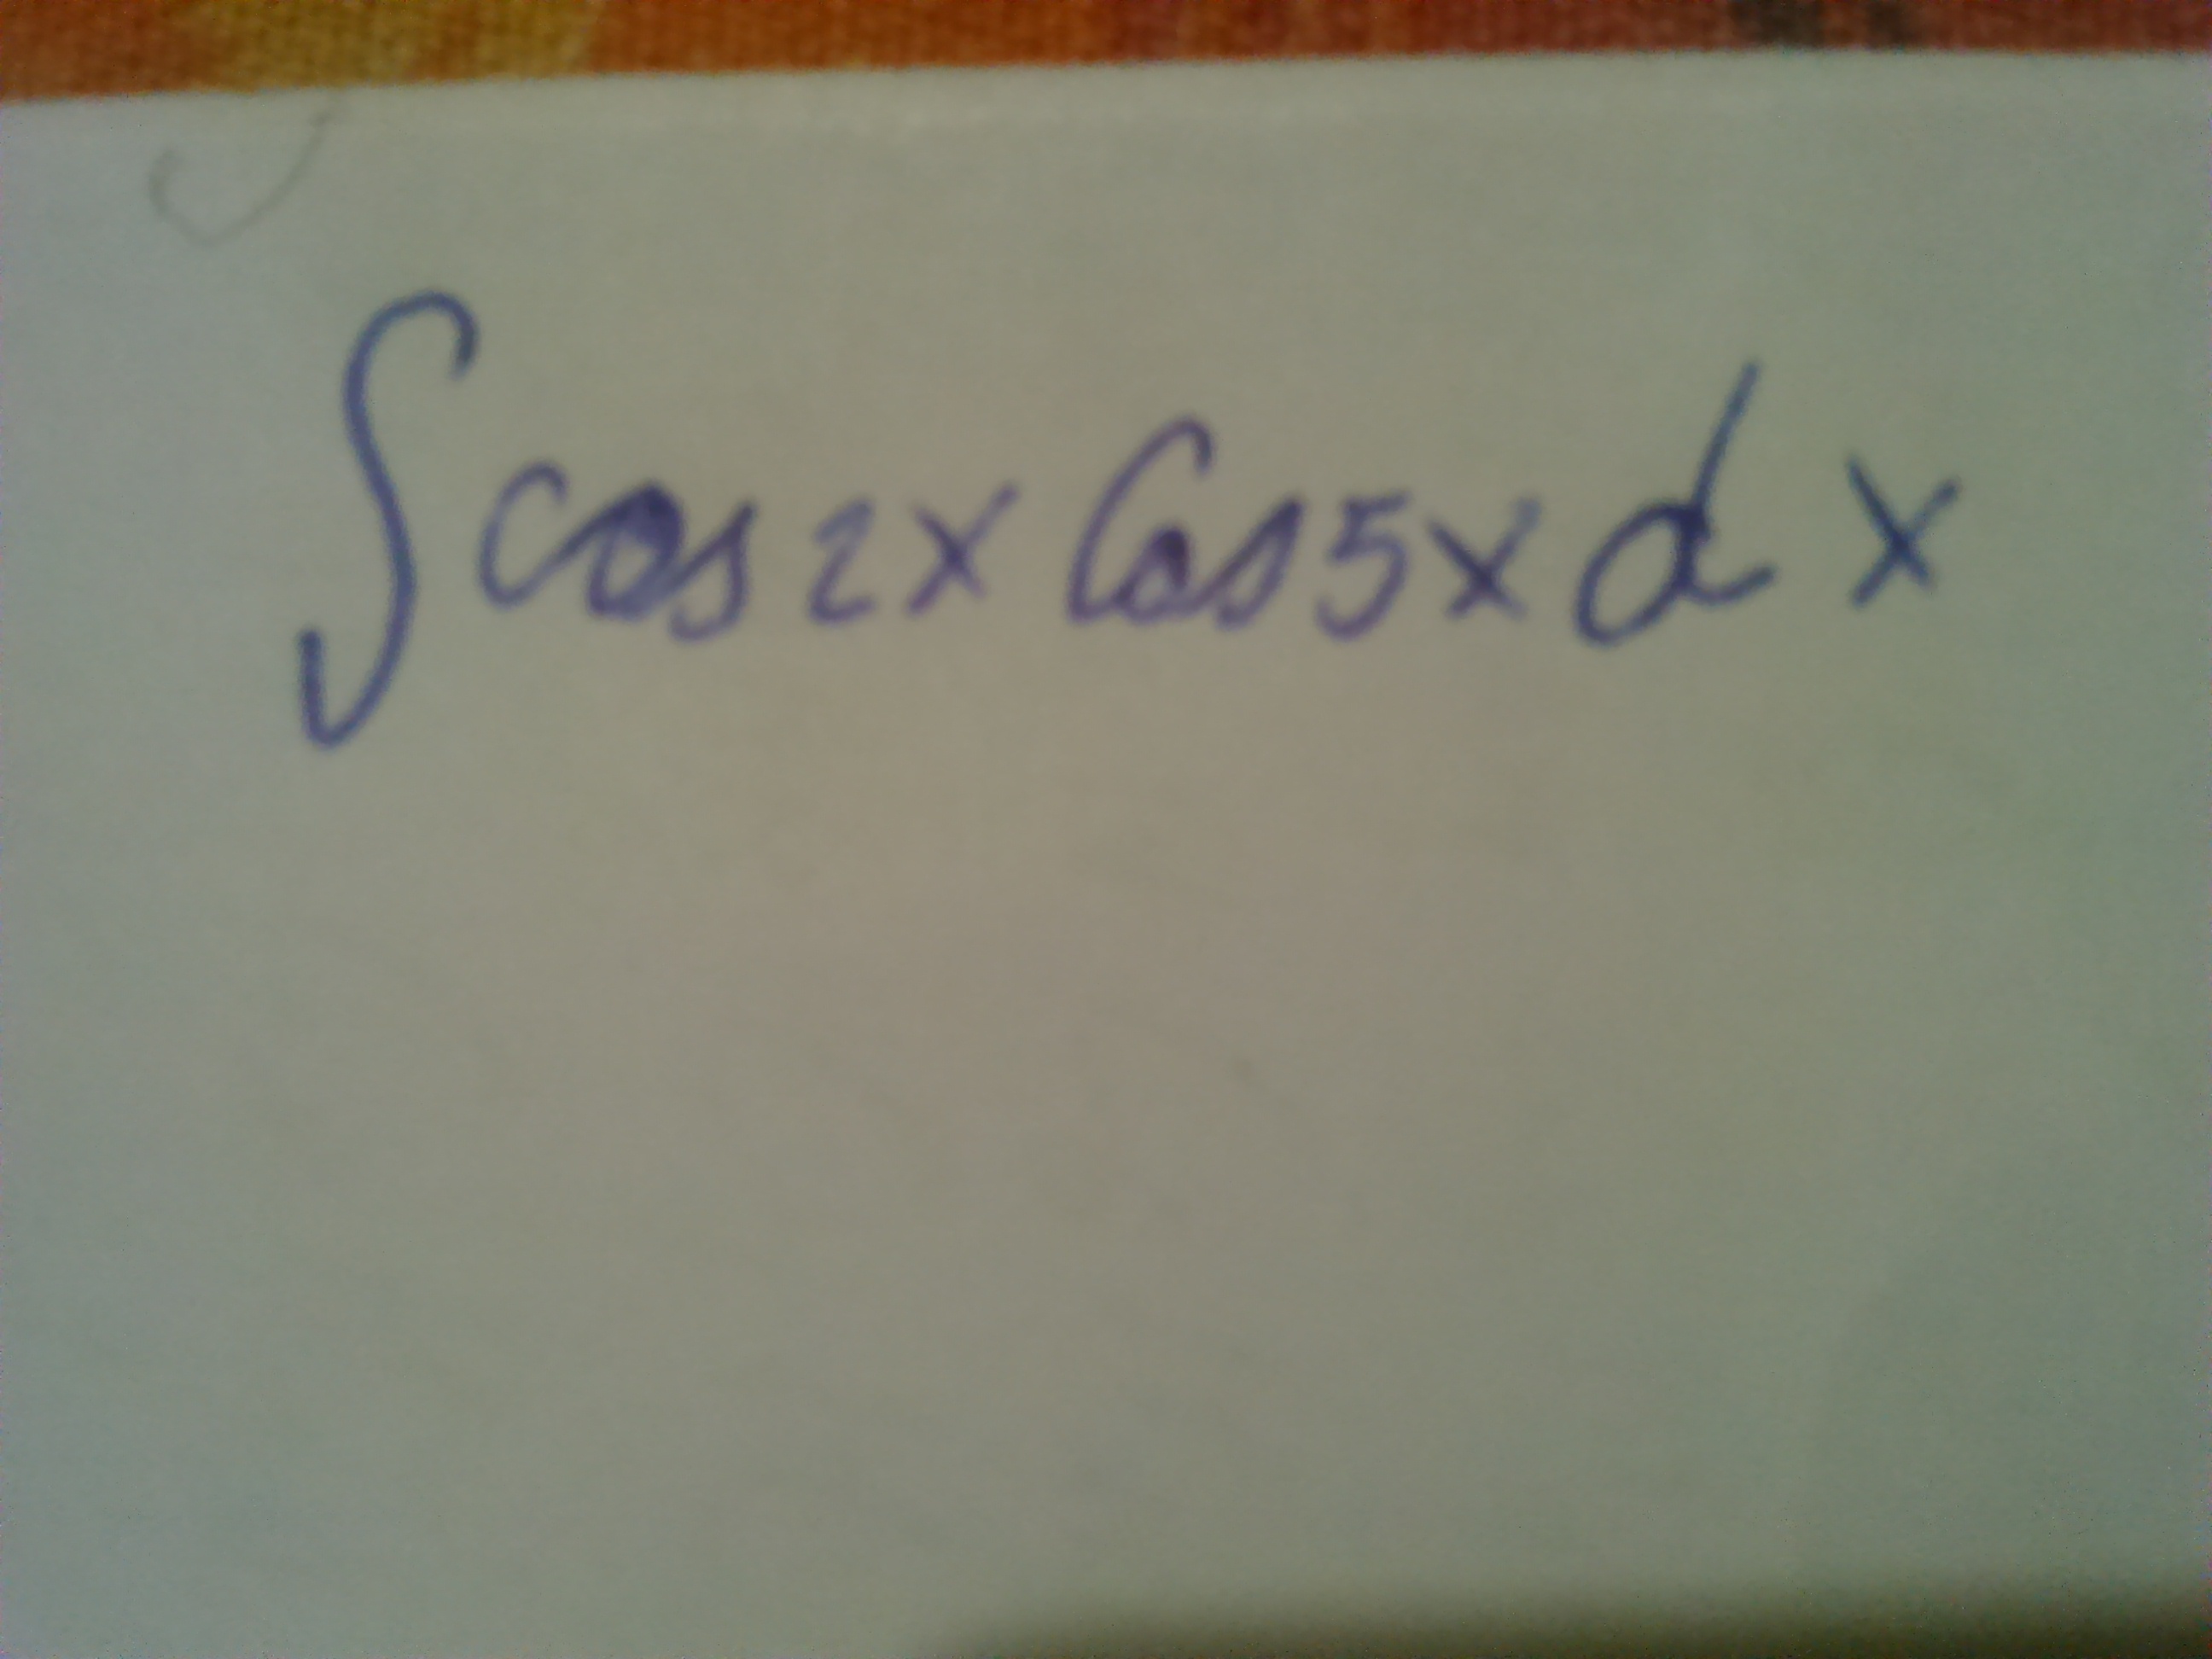 ∫cos2x Cos5x dx